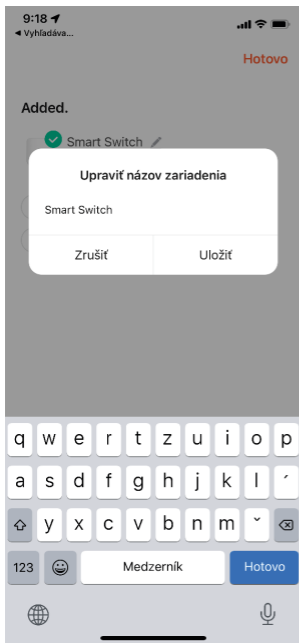 9:18
◀ Vyhľadáva...
Hotovo
Added.
Smart Switch
Upraviť názov zariadenia
Smart Switch
Zrušiť Uložiť
q w e r t z u i o p
a s d f g h j k l ´
y x c v b n m ˇ
123 Medzerník Hotovo